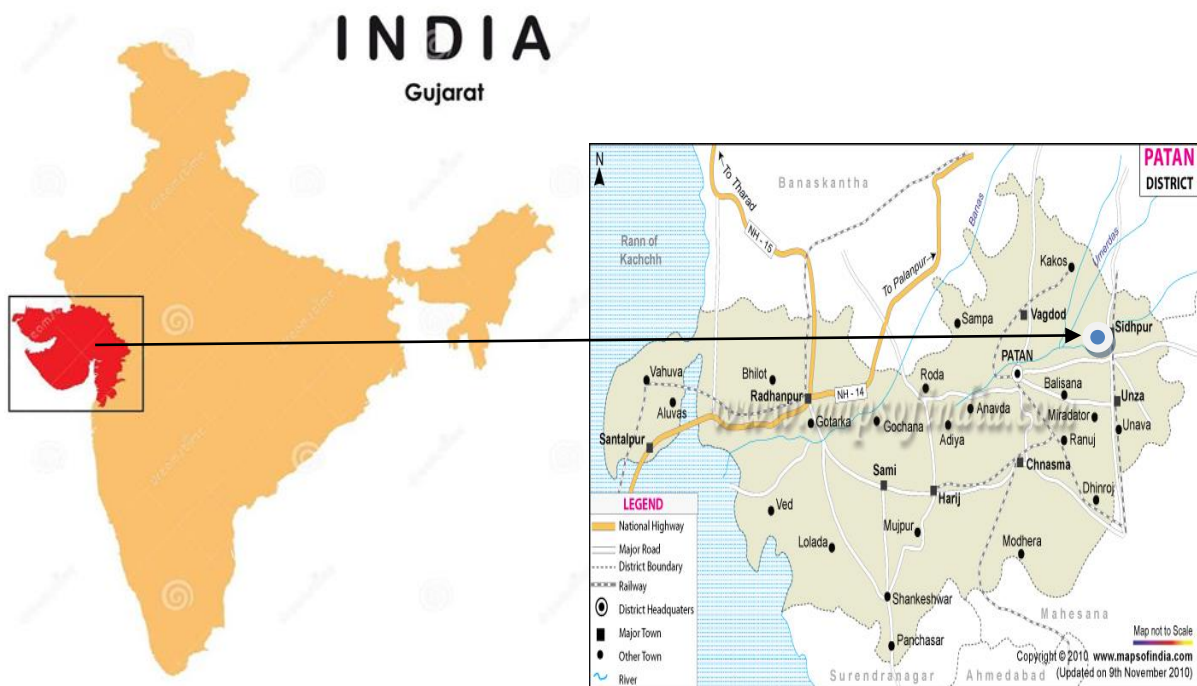 INDIA
Gujarat
PATAN
DISTRICT
N
To Tharad
Banaskantha
Rann of
Kachchh
NH - 15
To Palanpur
Banas
Umerdas
Kakos
Sampa
Vagdod
Sidhpur
PATAN
Vahuva
Bhilot
Roda
Balisana
Aluvas
Radhanpur
NH - 14
Anavda
Miradator
Unza
www.mapsofindia.com
Gotarka
Gochana
Adiya
Ranuj
Unava
Santalpur
Sami
Chnasma
Harij
Dhinroj
Ved
Mujpur
Lolada
Modhera
Shankeshwar
Panchasar
Mahesana
Surendranagar
Ahmedabad
LEGEND
National Highway
Major Road
District Boundary
Railway
District Headquaters
Major Town
Other Town
River
Map not to Scale
Copyright © 2010 www.mapsofindia.com
(Updated on 9th November 2010)